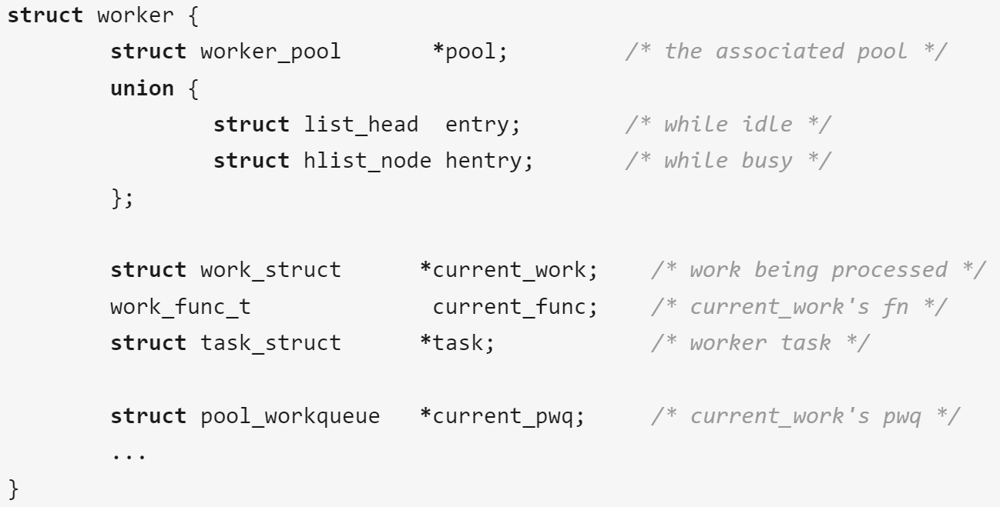 struct worker {
        struct worker_pool       *pool;         /* the associated pool */
        union {
                struct list_head  entry;        /* while idle */
                struct hlist_node hentry;       /* while busy */
        };

        struct work_struct      *current_work;    /* work being processed */
        work_func_t              current_func;    /* current_work's fn */
        struct task_struct      *task;            /* worker task */

        struct pool_workqueue   *current_pwq;     /* current_work's pwq */
        ...
}